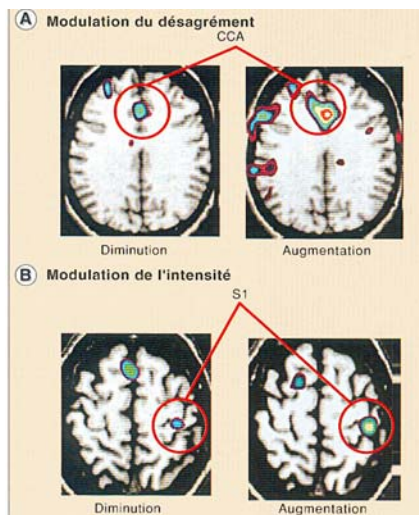 A Modulation du désagrément
CCA
Diminution Augmentation
B Modulation de l'intensité
S1
Diminution Augmentation